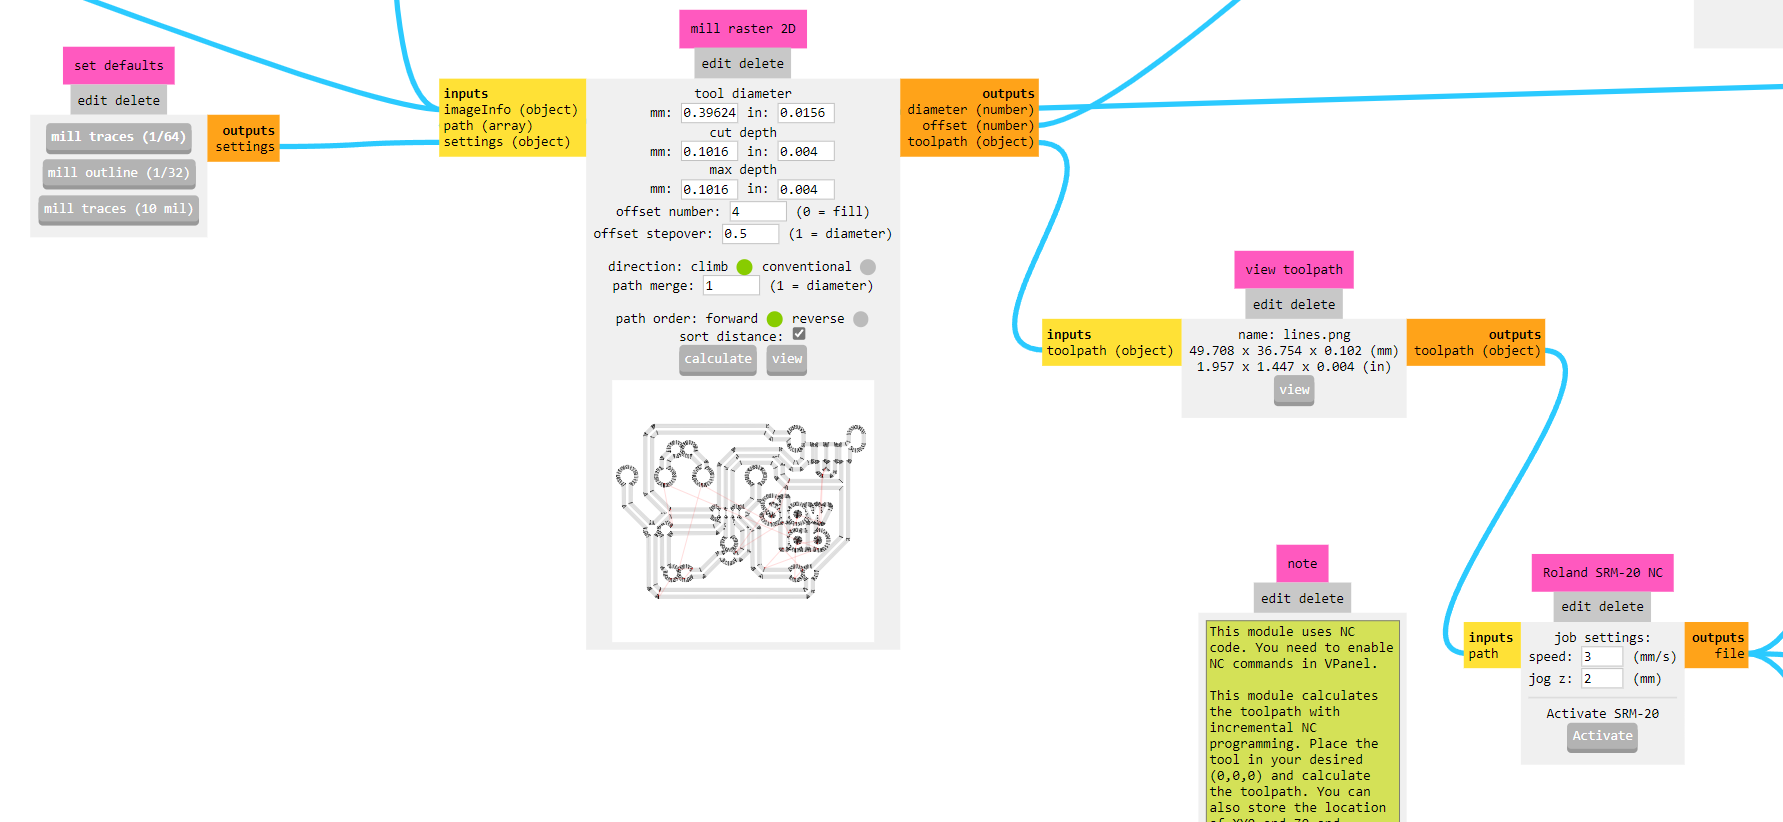 set defaults
edit delete
mill traces (1/64)
mill outline (1/32)
mill traces (10 mil)
outputs
settings
mill raster 2D
edit delete
inputs
imageInfo (object)
path (array)
settings (object)
tool diameter
mm: 0.39624 in: 0.0156
cut depth
mm: 0.1016 in: 0.004
max depth
mm: 0.1016 in: 0.004
offset number: 4 (0 = fill)
offset stepover: 0.5 (1 = diameter)
direction: climb conventional
path merge: 1 (1 = diameter)
path order: forward reverse
sort distance:
calculate view
outputs
diameter (number)
offset (number)
toolpath (object)
view toolpath
edit delete
inputs
toolpath (object)
name: lines.png
49.708 x 36.754 x 0.102 (mm)
1.957 x 1.447 x 0.004 (in)
view
outputs
toolpath (object)
note
edit delete
This module uses NC
code. You need to enable
NC commands in VPanel.
This module calculates
the toolpath with
incremental NC
programming. Place the
tool in your desired
(0,0,0) and calculate
the toolpath. You can
also store the location
Roland SRM-20 NC
edit delete
inputs
path
job settings:
speed: 3 (mm/s)
jog z: 2 (mm)
Activate SRM-20
Activate
outputs
file